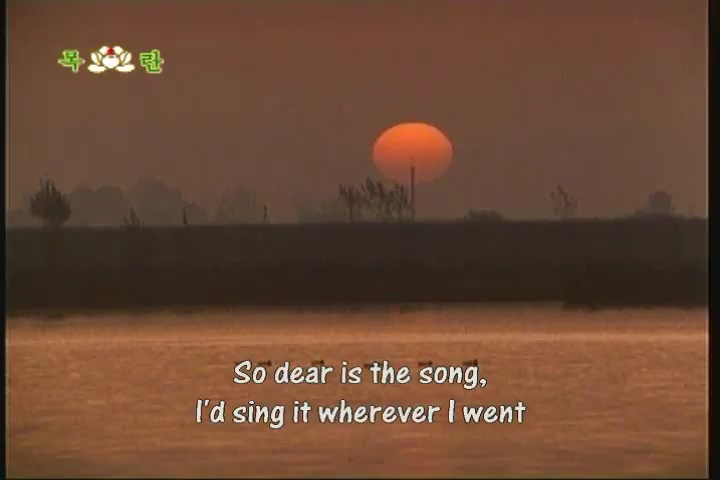 목란
So dear is the song,
I'd sing it wherever I went